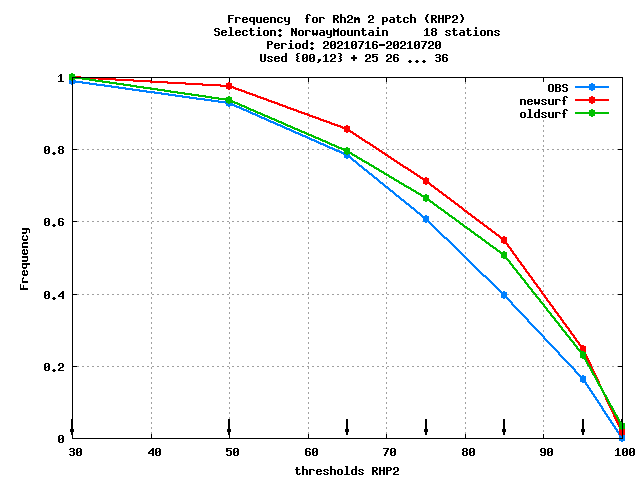 Frequency  for Rh2m 2 patch (RHP2)
Selection: NorwayMountain     18 stations
Period: 20210716-20210720
Used {00,12} + 25 26 ... 36
OBS
newsurf
oldsurf
1
0.8
0.6
0.4
0.2
0
Frequency
30 40 50 60 70 80 90 100
thresholds RHP2